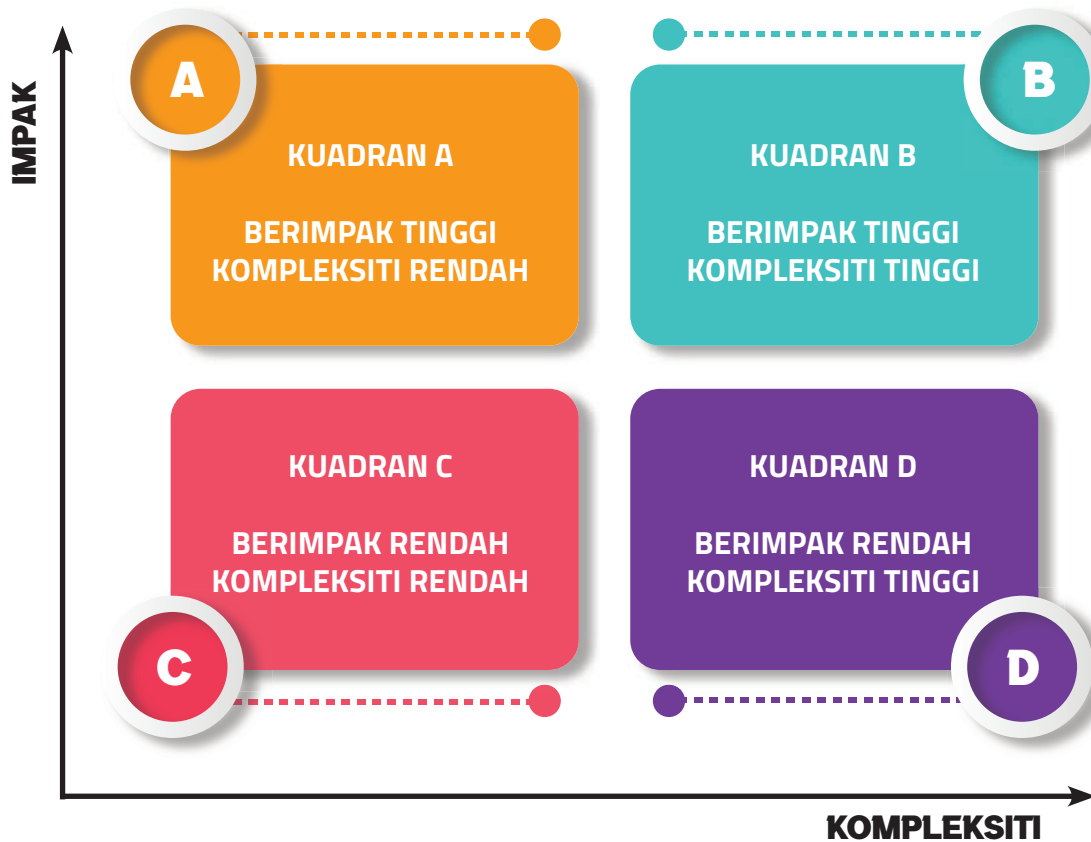 IMPAK
A
KUADRAN A
BERIMPAK TINGGI
KOMPLEKSITI RENDAH
B
KUADRAN B
BERIMPAK TINGGI
KOMPLEKSITI TINGGI
KUADRAN C
BERIMPAK RENDAH
KOMPLEKSITI RENDAH
C
KUADRAN D
BERIMPAK RENDAH
KOMPLEKSITI TINGGI
D
KOMPLEKSITI